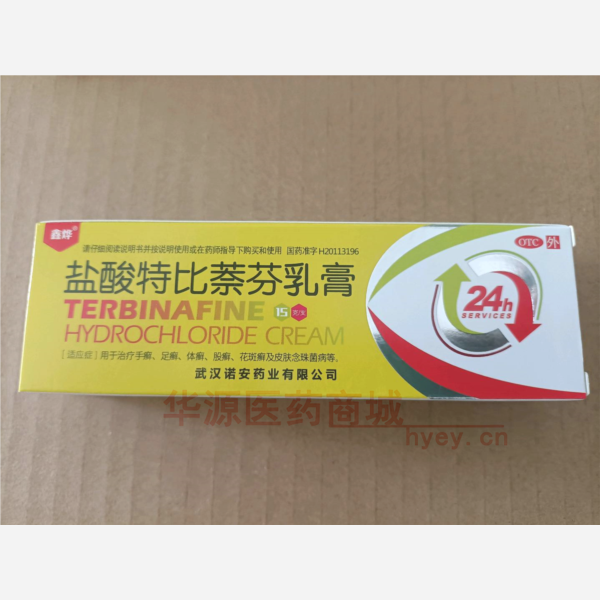 鑫烨®
请仔细阅读说明书并按说明使用或在药师指导下购买和使用 国药准字H20113196
OTC 外
盐酸特比萘芬乳膏
TERBINAFINE 15克/支
HYDROCHLORIDE CREAM
24h
SERVICES
[适应症]用于治疗手癣、足癣、体癣、股癣、花斑癣及皮肤念珠菌病等。
武汉诺安药业有限公司
华源医药商城
hyey.cn